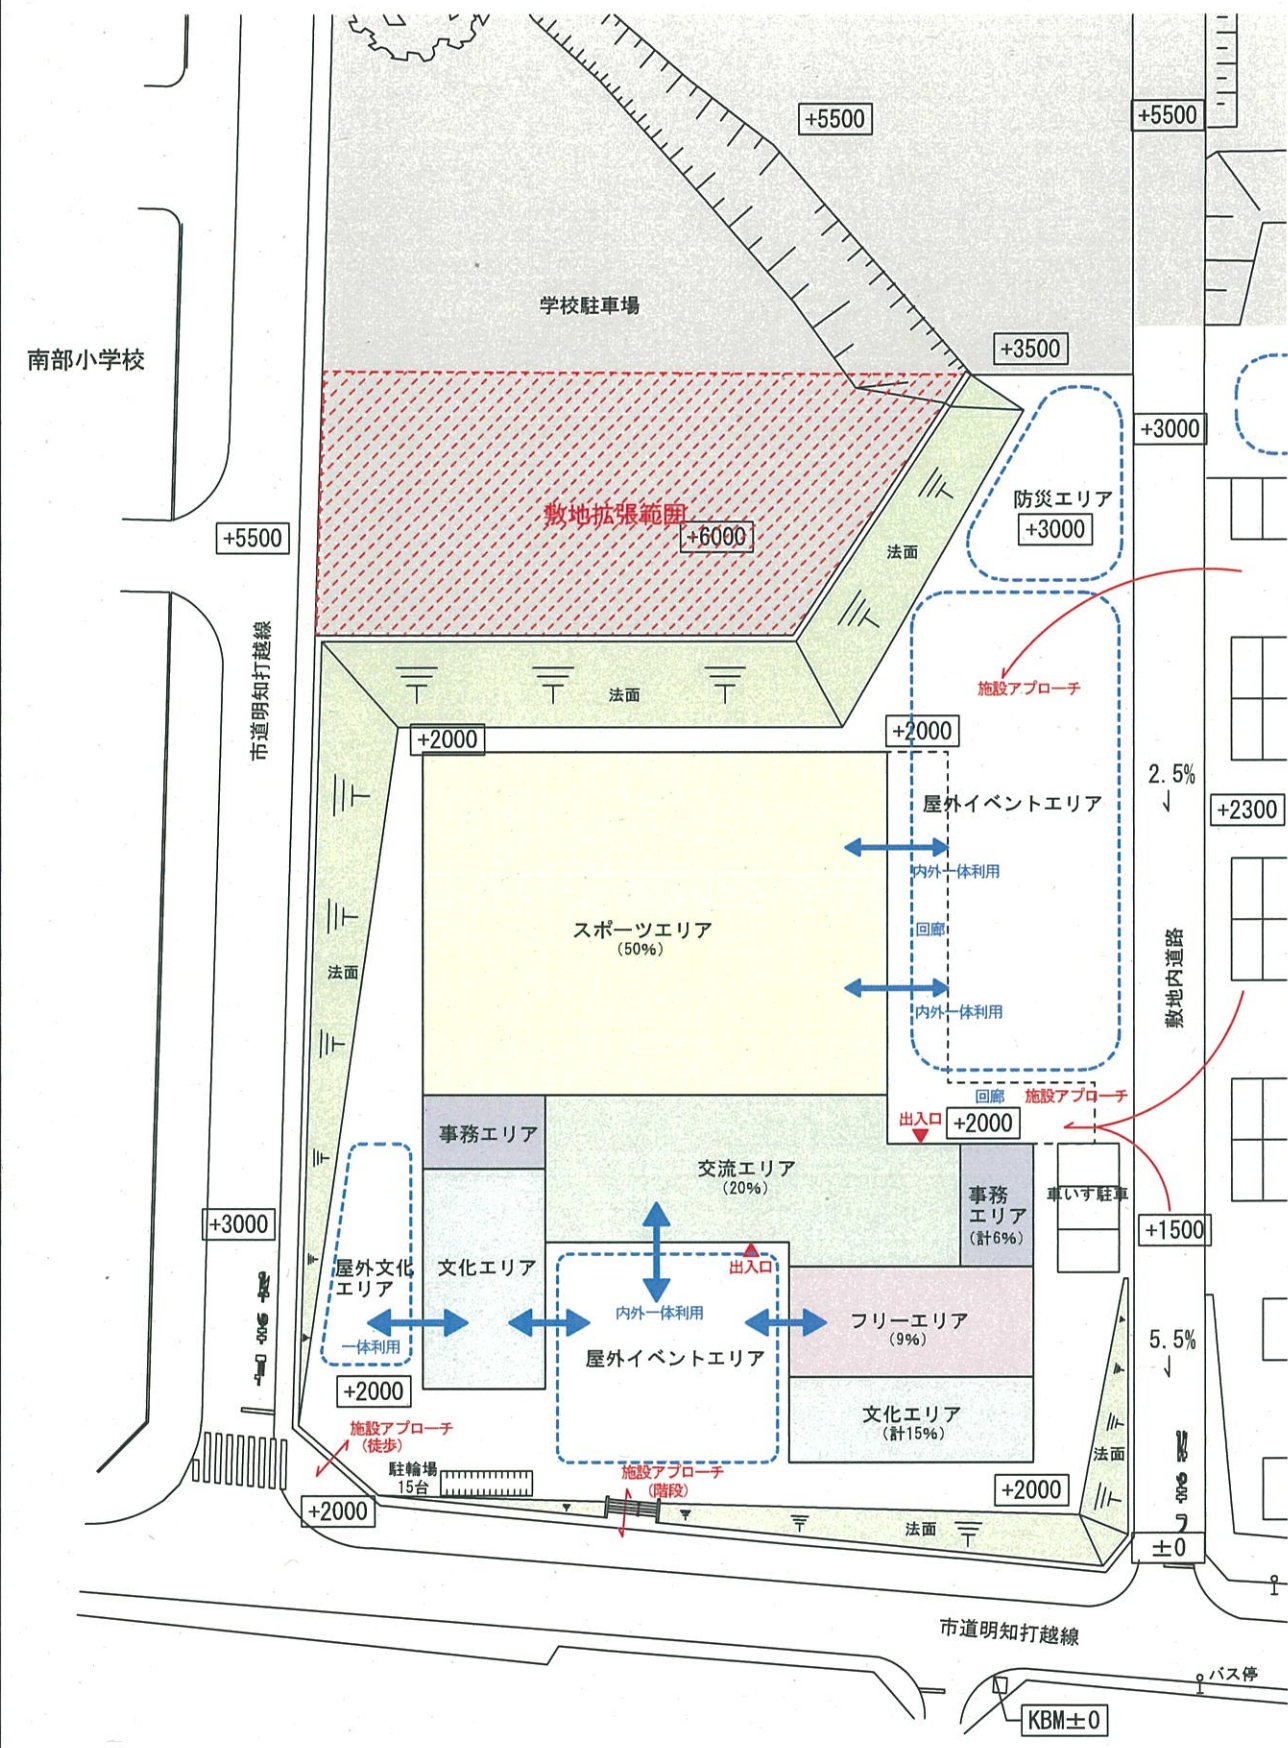 +5500
+5500
学校駐車場
+3500
南部小学校
+3000
敷地拡張範囲
防災エリア
+3000
+5500
+6000
法面
市道明知打越線
施設アプローチ
法面
+2000
+2000
2.5%
屋外イベントエリア
+2300
内外一体利用
スポーツエリア
(50%)
回廊
法面
敷地内道路
内外一体利用
回廊
施設アプローチ
出入口
+2000
事務エリア
交流エリア
(20%)
事務
エリア
(計6%)
車いす駐車
+3000
+1500
屋外文化
エリア
文化エリア
出入口
内外一体利用
フリーエリア
(9%)
一体利用
屋外イベントエリア
5.5%
+2000
文化エリア
(計15%)
施設アプローチ
(徒歩)
法面
駐輪場
15台
施設アプローチ
(階段)
+2000
+2000
法面
±0
市道明知打越線
バス停
KBM±0